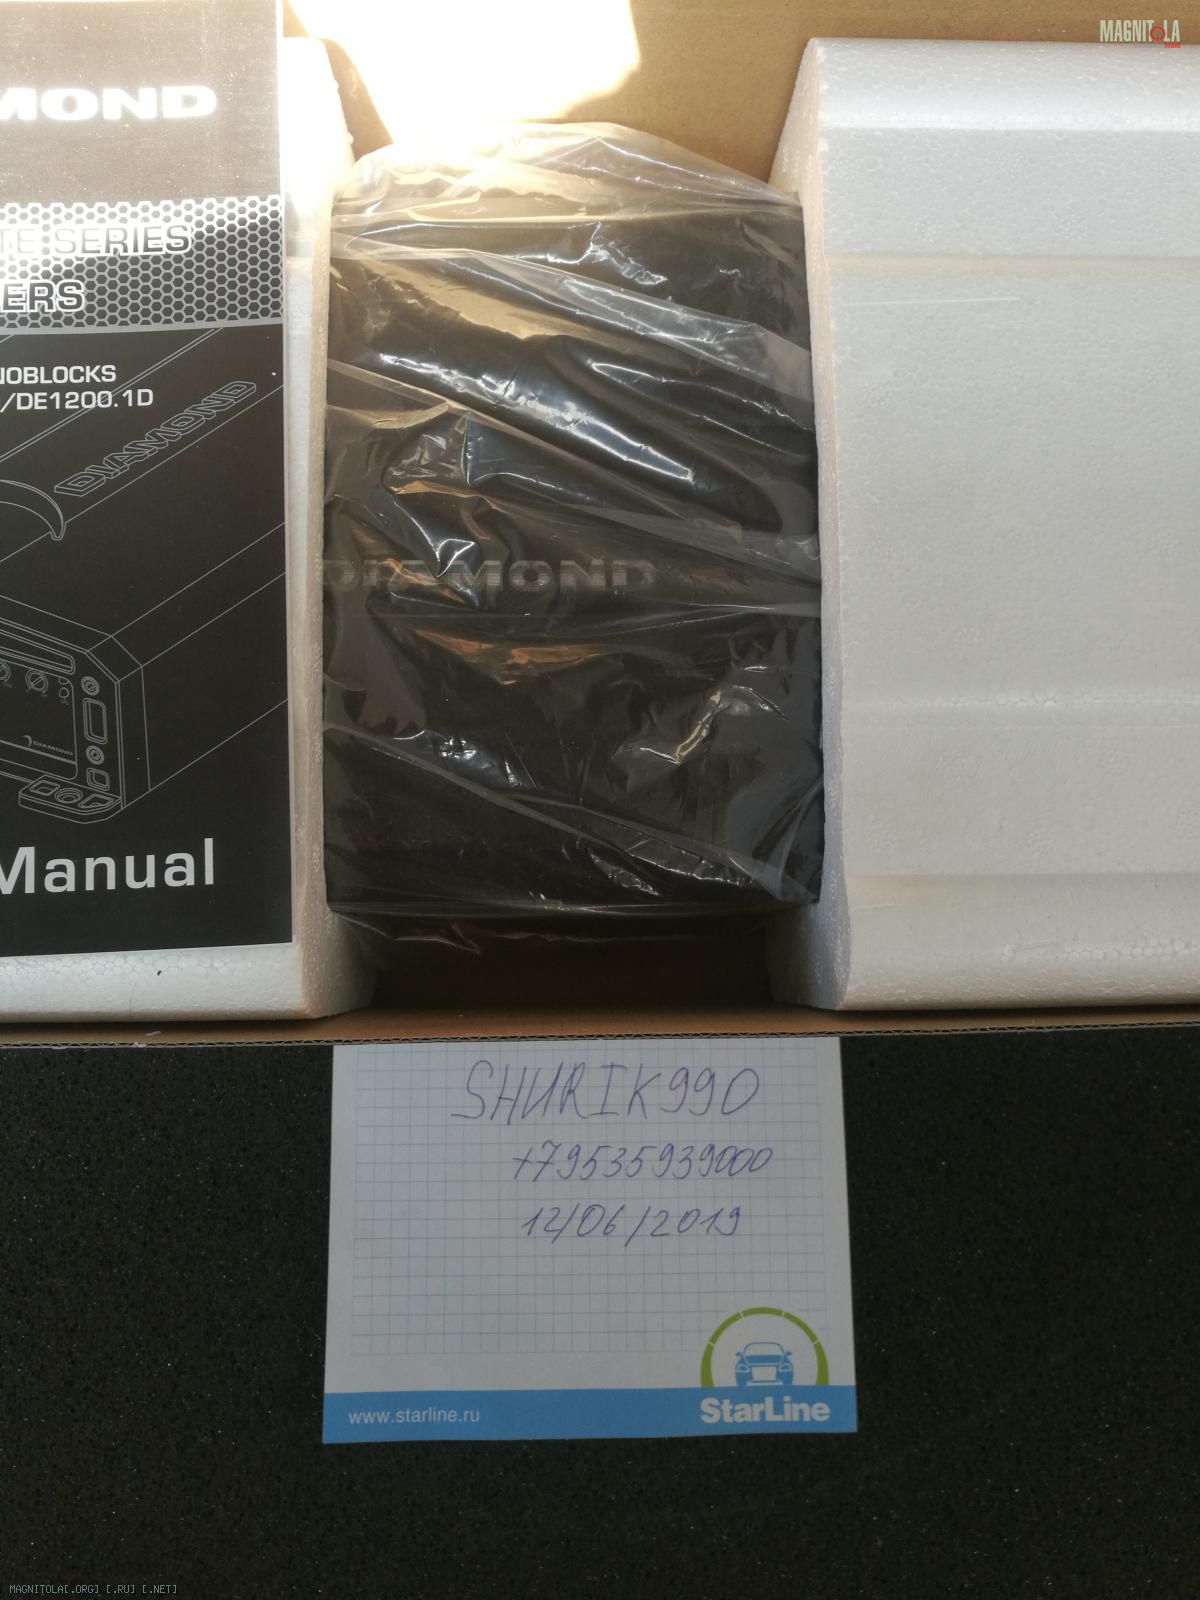 MAGNITOLA
MOND
TE SERIES
ERS
NOBLOCKS
/DE1200.1D
DIAMOND
DIAMOND
Manual
DIAMOND
SHURIK990
+79535939000
12/06/2019
www.starline.ru
StarLine
MAGNITOLA[.ORG] [.RU] [.NET]